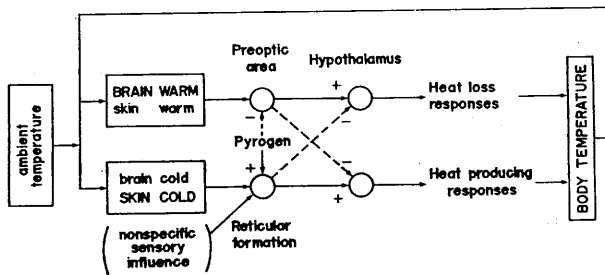 Preoptic
area
Hypothalamus
ambient
temperature
BRAIN WARM
skin warm
+
Heat loss
responses
BODY TEMPERATURE
−
−
Pyrogen
+
−
brain cold
SKIN COLD
+
Heat producing
responses
(nonspecific
sensory
influence)
Reticular
formation